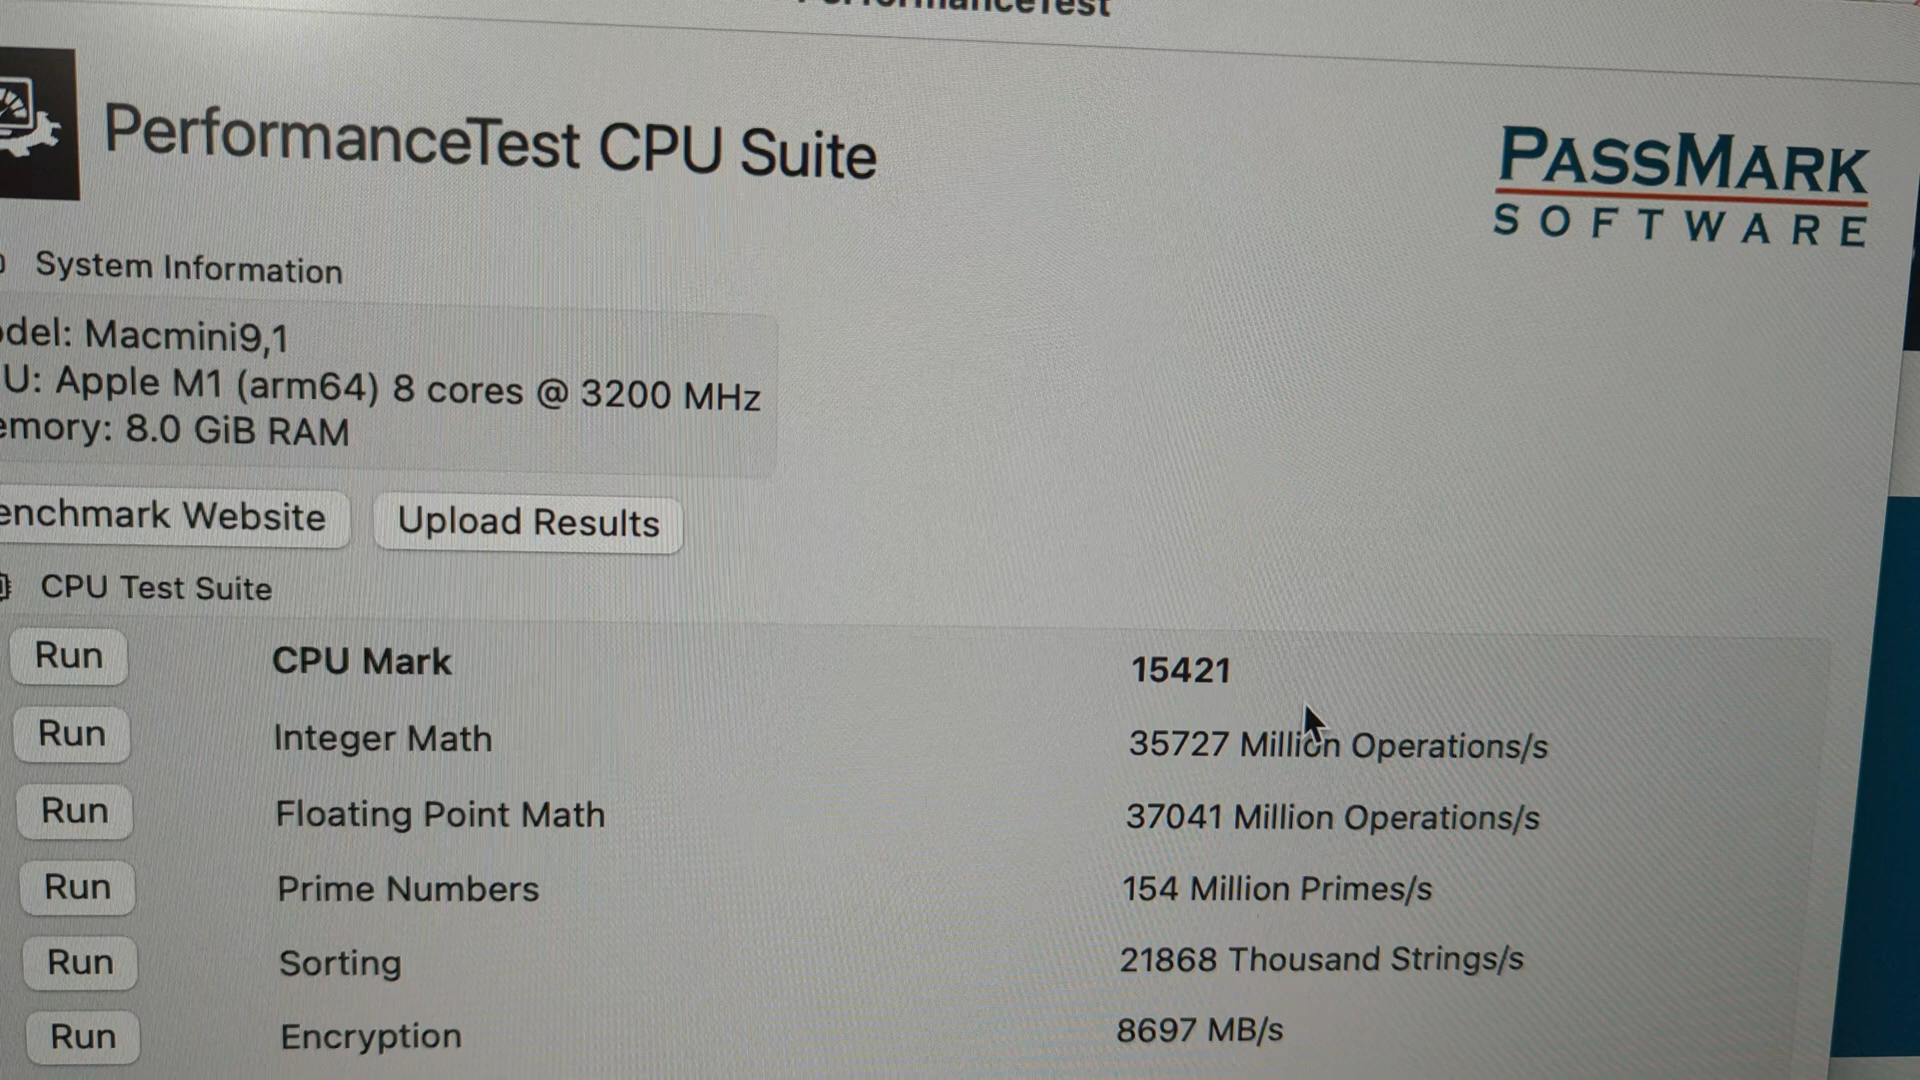 PerformanceTest
PerformanceTest CPU Suite
PASSMARK
SOFTWARE
System Information
odel: Macmini9,1
U: Apple M1 (arm64) 8 cores @ 3200 MHz
emory: 8.0 GiB RAM
enchmark Website
Upload Results
CPU Test Suite
Run CPU Mark 15421
Run Integer Math 35727 Million Operations/s
Run Floating Point Math 37041 Million Operations/s
Run Prime Numbers 154 Million Primes/s
Run Sorting 21868 Thousand Strings/s
Run Encryption 8697 MB/s